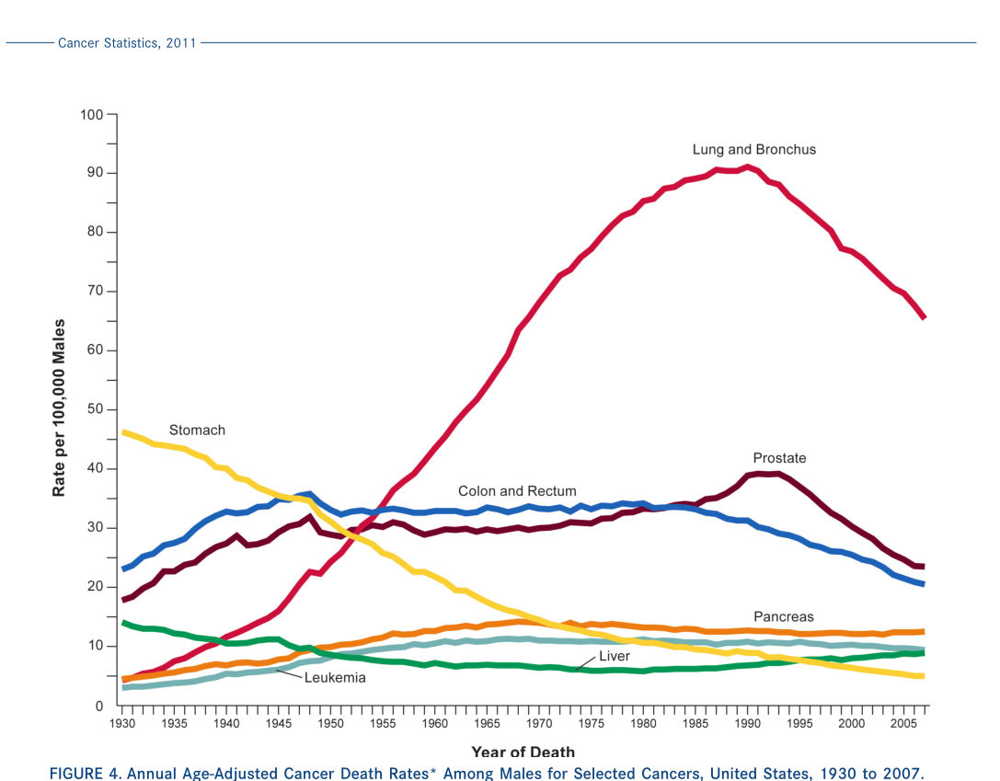 Cancer Statistics, 2011
100
90
80
70
60
50
40
30
20
10
0
Rate per 100,000 Males
Lung and Bronchus
Stomach
Colon and Rectum
Prostate
Pancreas
Liver
Leukemia
1930 1935 1940 1945 1950 1955 1960 1965 1970 1975 1980 1985 1990 1995 2000 2005
Year of Death
FIGURE 4. Annual Age-Adjusted Cancer Death Rates* Among Males for Selected Cancers, United States, 1930 to 2007.